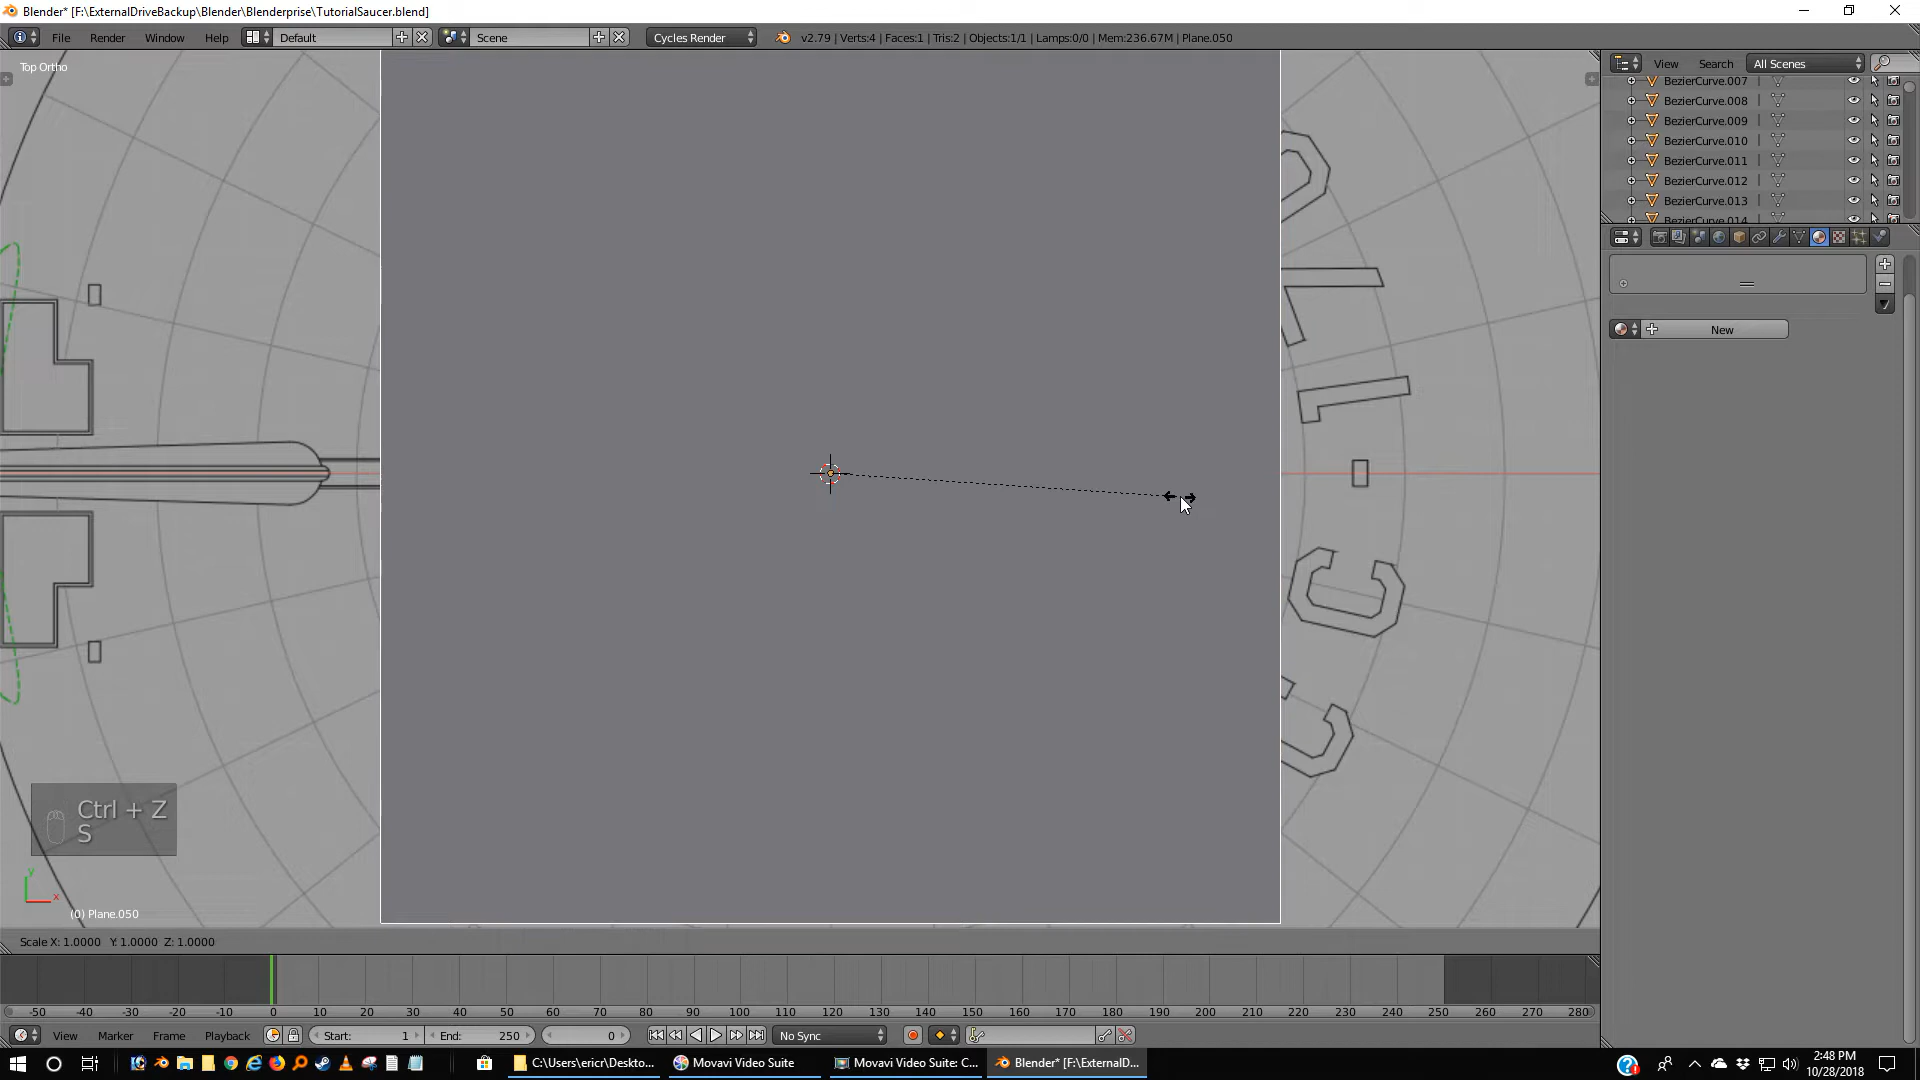 Blender* [F:\ExternalDriveBackup\Blender\Blenderprise\TutorialSaucer.blend]
File Render Window Help Default Scene Cycles Render v2.79 | Verts:4 | Faces:1 | Tris:2 | Objects:1/1 | Lamps:0/0 | Mem:236.67M | Plane.050
Top Ortho
View Search All Scenes
BezierCurve.007
BezierCurve.008
BezierCurve.009
BezierCurve.010
BezierCurve.011
BezierCurve.012
BezierCurve.013
BezierCurve.014
New
1
C
C
Ctrl + Z
S
y
x
(0) Plane.050
Scale X: 1.0000 Y: 1.0000 Z: 1.0000
-50 -40 -30 -20 -10 0 10 20 30 40 50 60 70 80 90 100 110 120 130 140 150 160 170 180 190 200 210 220 230 240 250 260 270 280
View Marker Frame Playback Start: 1 End: 250 0 No Sync
C:\Users\ericr\Deskto... Movavi Video Suite Movavi Video Suite: C... Blender* [F:\ExternalD...
2:48 PM
10/28/2018